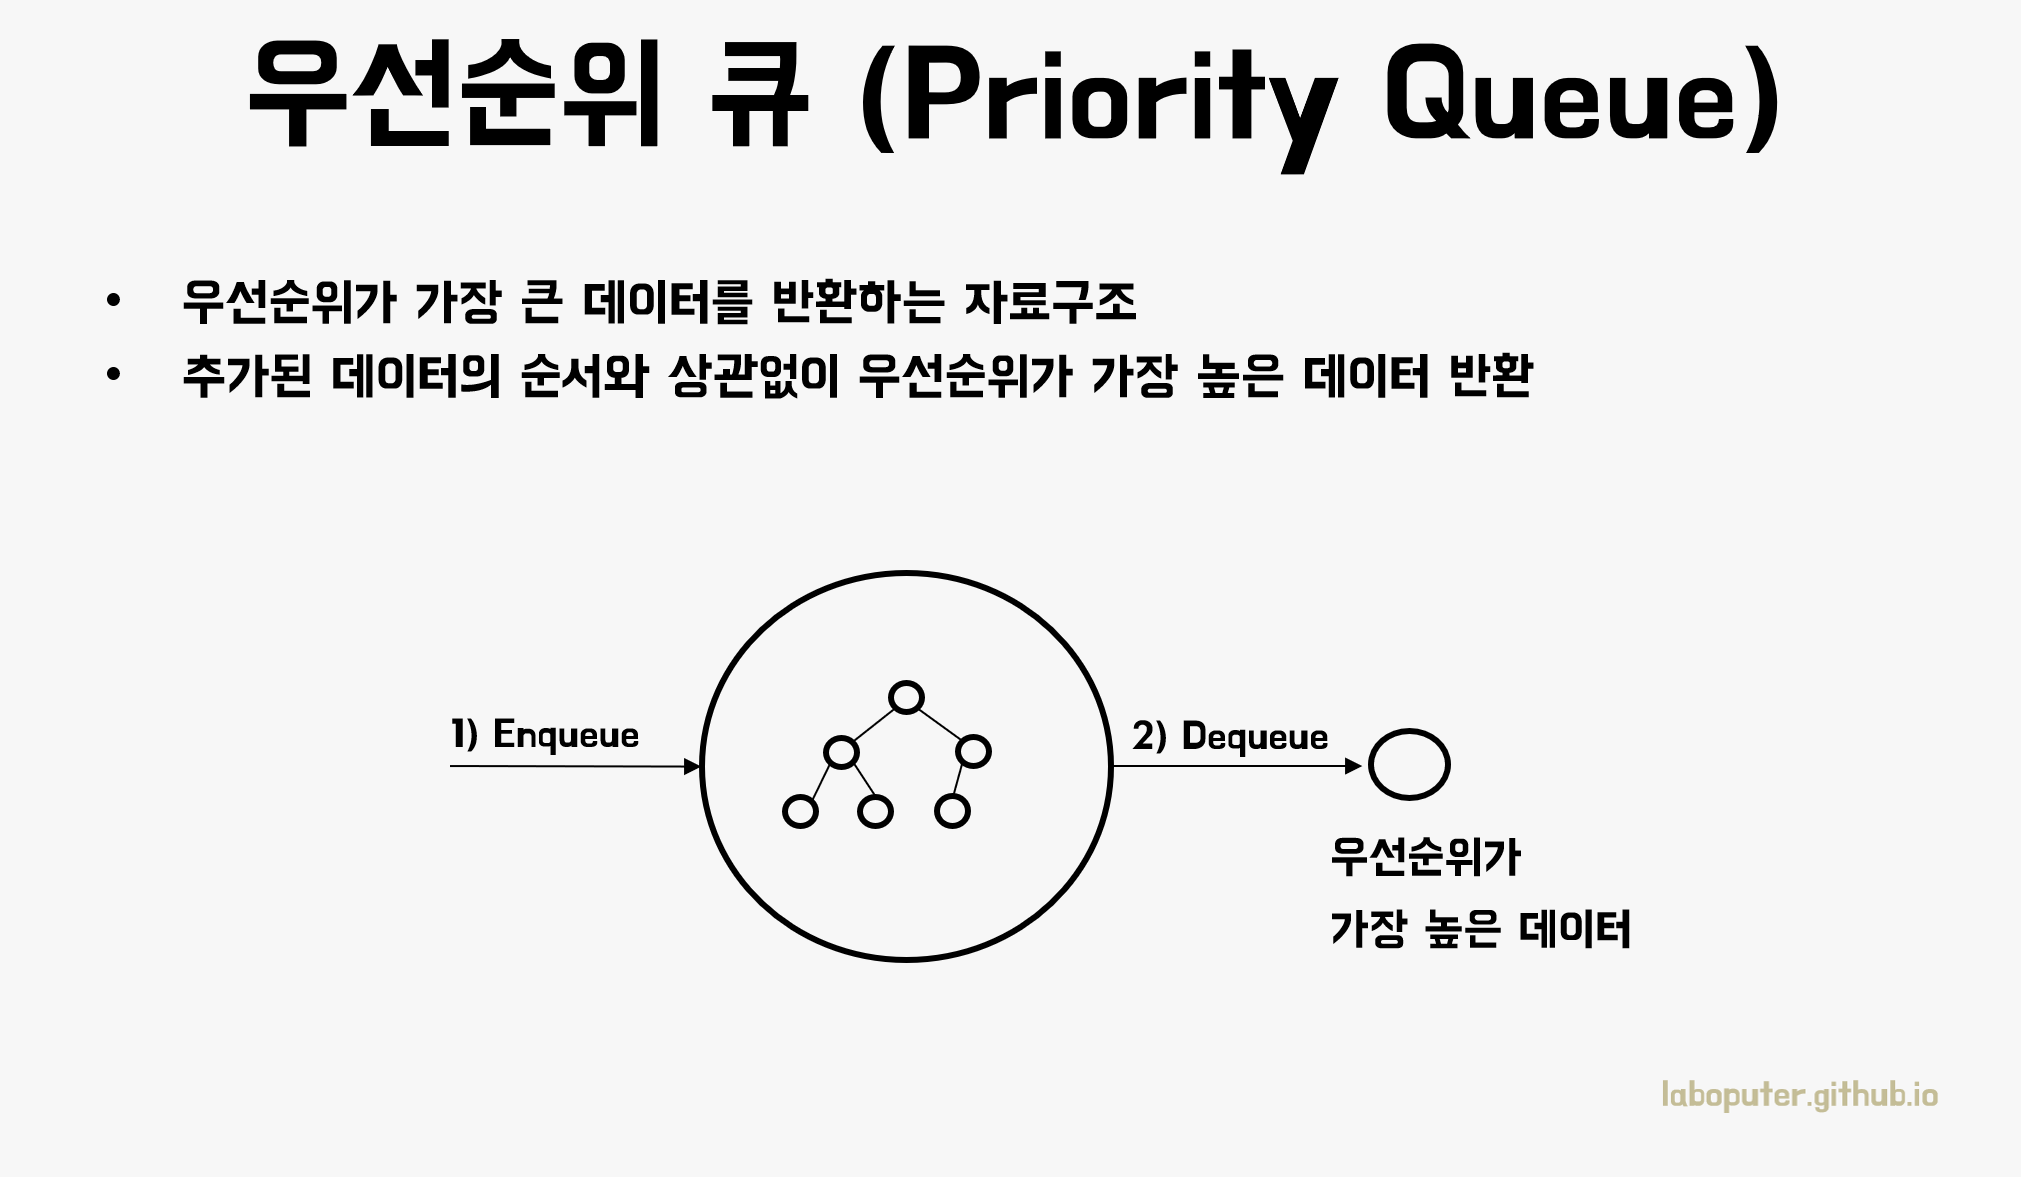 우선순위 큐 (Priority Queue)
• 우선순위가 가장 큰 데이터를 반환하는 자료구조
• 추가된 데이터의 순서와 상관없이 우선순위가 가장 높은 데이터 반환
1) Enqueue
2) Dequeue
우선순위가
가장 높은 데이터
laboputer.github.io